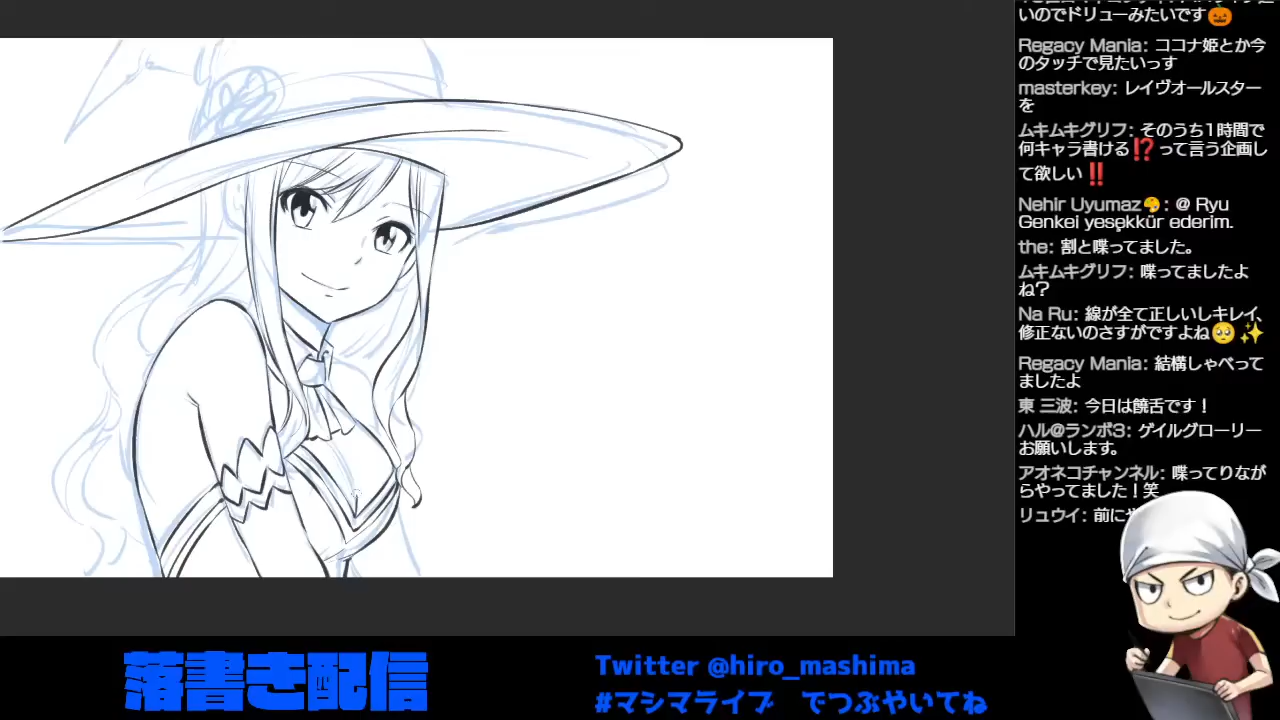 いのでドリューみたいです🎃
Regacy Mania: ココナ姫とか今
のタッチで見たいっす
masterkey: レイヴオールスター
を
ムキムキグリフ: そのうち1時間で
何キャラ書ける⁉️って言う企画し
て欲しい‼️
Nehir Uyumaz: @ Ryu
Genkei yeşekkür ederim.
the: 割と喋ってました。
ムキムキグリフ: 喋ってましたよ
ね?
Na Ru: 線が全て正しいしキレイ、
修正ないのさすがですよね🥺✨
Regacy Mania: 結構しゃべって
ましたよ
東 三波: 今日は饒舌です！
ハル@ランポ3: ゲイルグローリー
お願いします。
アオネコチャンネル: 喋ってりなが
らやってました！笑
リュウイ: 前に
落書き配信
Twitter @hiro_mashima
#マシマライブ　でつぶやいてね